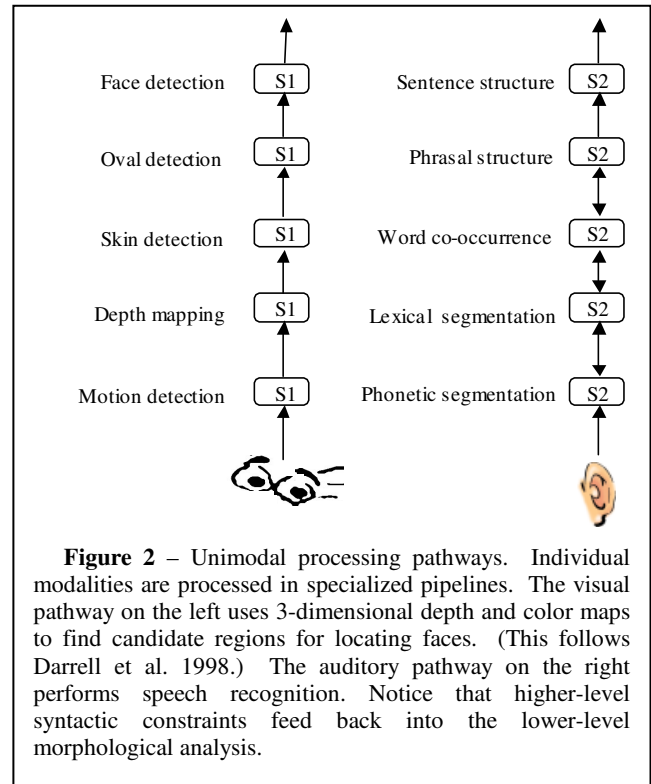 Face detection S1 Sentence structure S2
Oval detection S1 Phrasal structure S2
Skin detection S1 Word co-occurrence S2
Depth mapping S1 Lexical segmentation S2
Motion detection S1 Phonetic segmentation S2
Figure 2 – Unimodal processing pathways. Individual
modalities are processed in specialized pipelines. The visual
pathway on the left uses 3-dimensional depth and color maps
to find candidate regions for locating faces. (This follows
Darrell et al. 1998.) The auditory pathway on the right
performs speech recognition. Notice that higher-level
syntactic constraints feed back into the lower-level
morphological analysis.